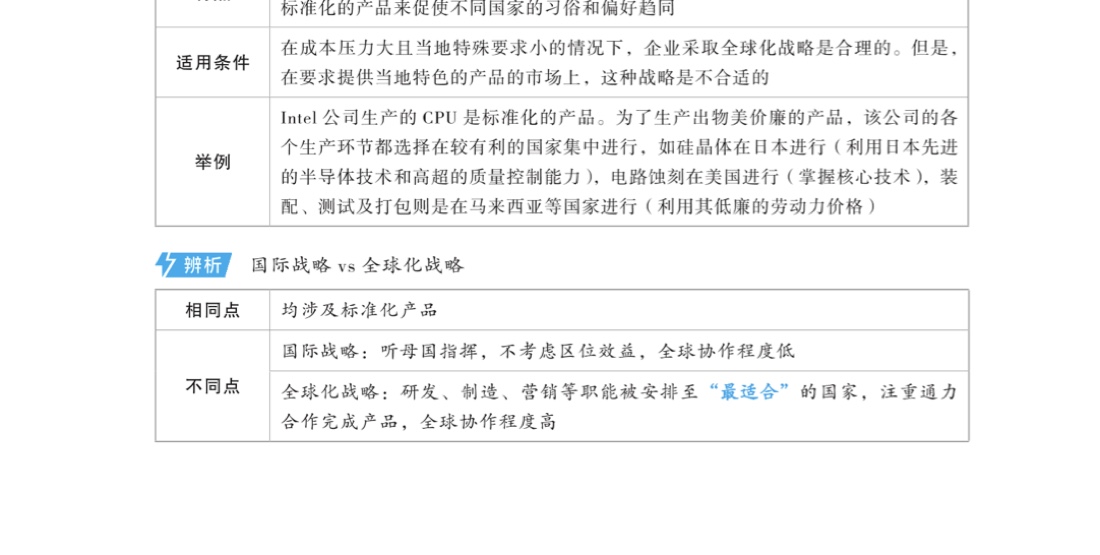 标准化的产品来促使不同国家的习俗和偏好趋同
适用条件
在成本压力大且当地特殊要求小的情况下，企业采取全球化战略是合理的。但是，
在要求提供当地特色的产品的市场上，这种战略是不合适的
举例
Intel 公司生产的 CPU 是标准化的产品。为了生产出物美价廉的产品，该公司的各
个生产环节都选择在较有利的国家集中进行，如硅晶体在日本进行（利用日本先进
的半导体技术和高超的质量控制能力），电路蚀刻在美国进行（掌握核心技术），装
配、测试及打包则是在马来西亚等国家进行（利用其低廉的劳动力价格）
辨析 国际战略 vs 全球化战略
相同点
均涉及标准化产品
不同点
国际战略：听母国指挥，不考虑区位效益，全球协作程度低
全球化战略：研发、制造、营销等职能被安排至“最适合”的国家，注重通力
合作完成产品，全球协作程度高